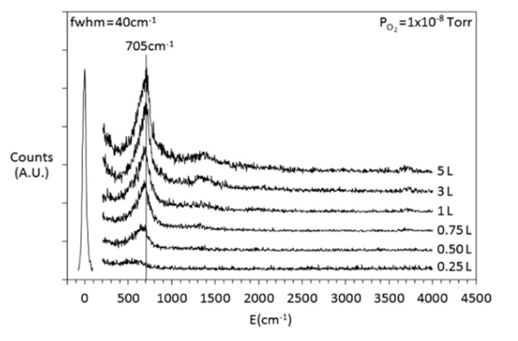 fwhm=40cm⁻¹
P_O₂=1x10⁻⁸ Torr
705cm⁻¹
Counts
(A.U.)
5 L
3 L
1 L
0.75 L
0.50 L
0.25 L
0 500 1000 1500 2000 2500 3000 3500 4000 4500
E(cm⁻¹)